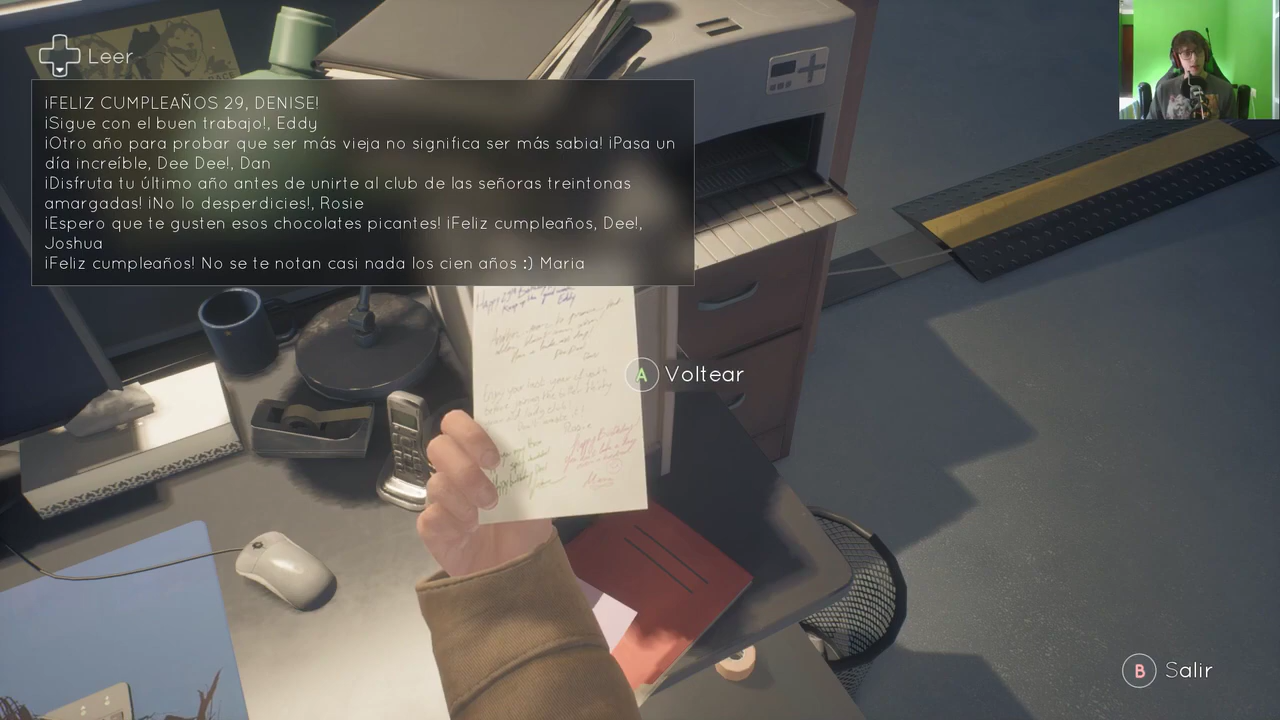 Leer
¡FELIZ CUMPLEAÑOS 29, DENISE!
¡Sigue con el buen trabajo!, Eddy
¡Otro año para probar que ser más vieja no significa ser más sabia! ¡Pasa un
día increíble, Dee Dee!, Dan
¡Disfruta tu último año antes de unirte al club de las señoras treintonas
amargadas! ¡No lo desperdicies!, Rosie
¡Espero que te gusten esos chocolates picantes! ¡Feliz cumpleaños, Dee!,
Joshua
¡Feliz cumpleaños! No se te notan casi nada los cien años :) Maria
A Voltear
B Salir